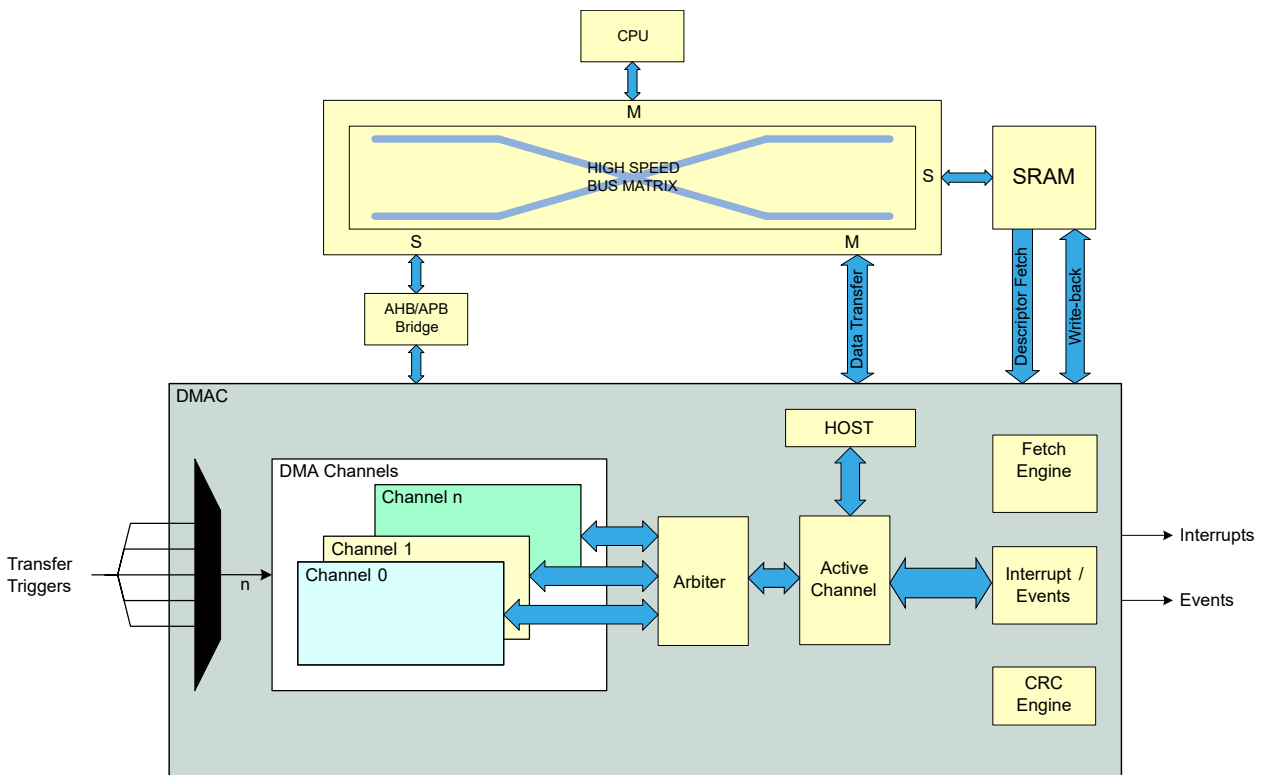 CPU
M
HIGH SPEED
BUS MATRIX
S
SRAM
S
M
AHB/APB
Bridge
Data Transfer
Descriptor Fetch
Write-back
DMAC
HOST
Fetch
Engine
DMA Channels
Channel n
Channel 1
Channel 0
Transfer
Triggers
n
Arbiter
Active
Channel
Interrupt /
Events
Interrupts
Events
CRC
Engine